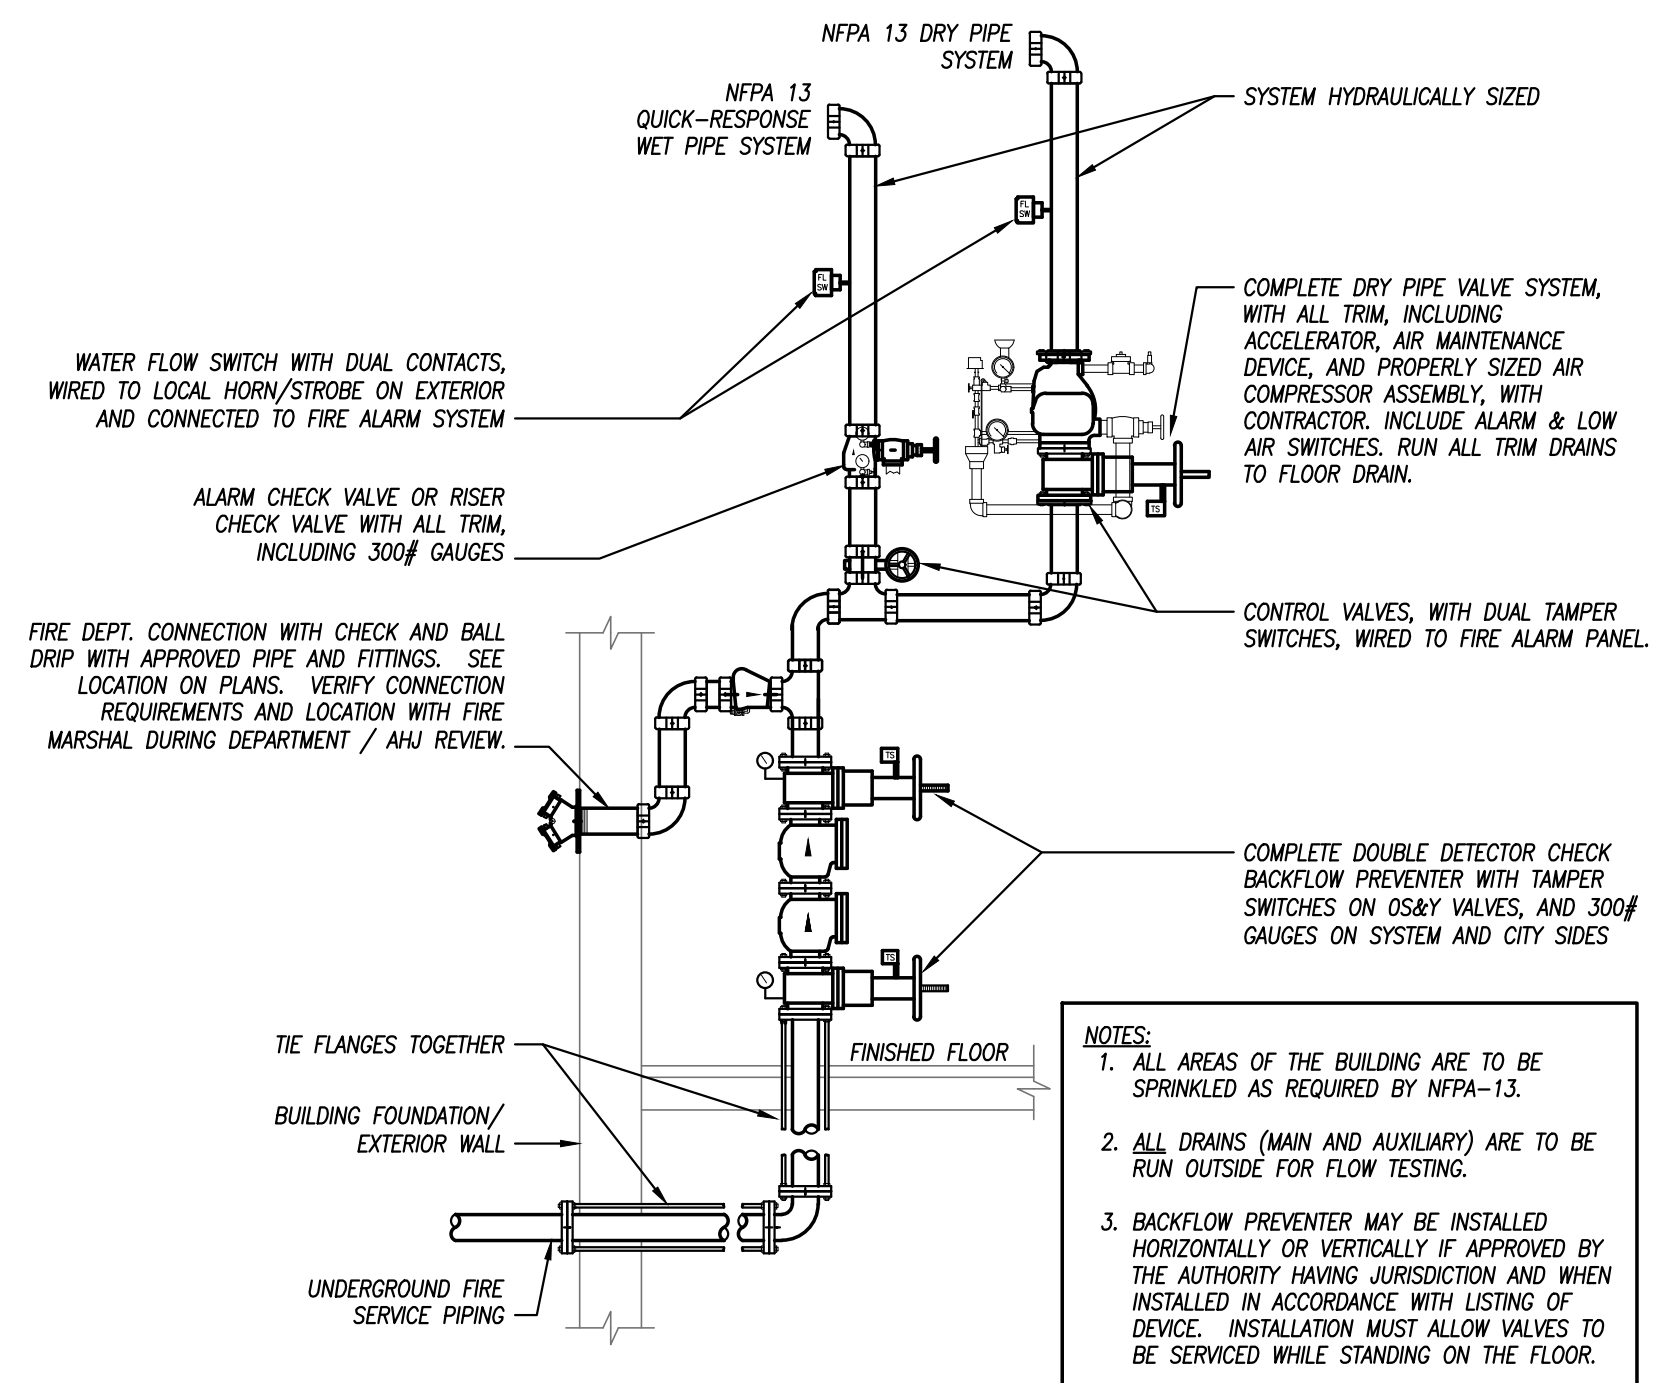 NFPA 13 DRY PIPE
SYSTEM
NFPA 13
QUICK-RESPONSE
WET PIPE SYSTEM
SYSTEM HYDRAULICALLY SIZED
FL
SW
FL
SW
COMPLETE DRY PIPE VALVE SYSTEM,
WITH ALL TRIM, INCLUDING
ACCELERATOR, AIR MAINTENANCE
DEVICE, AND PROPERLY SIZED AIR
COMPRESSOR ASSEMBLY, WITH
CONTRACTOR. INCLUDE ALARM & LOW
AIR SWITCHES. RUN ALL TRIM DRAINS
TO FLOOR DRAIN.
WATER FLOW SWITCH WITH DUAL CONTACTS,
WIRED TO LOCAL HORN/STROBE ON EXTERIOR
AND CONNECTED TO FIRE ALARM SYSTEM
ALARM CHECK VALVE OR RISER
CHECK VALVE WITH ALL TRIM,
INCLUDING 300# GAUGES
TS
CONTROL VALVES, WITH DUAL TAMPER
SWITCHES, WIRED TO FIRE ALARM PANEL.
FIRE DEPT. CONNECTION WITH CHECK AND BALL
DRIP WITH APPROVED PIPE AND FITTINGS. SEE
LOCATION ON PLANS. VERIFY CONNECTION
REQUIREMENTS AND LOCATION WITH FIRE
MARSHAL DURING DEPARTMENT / AHJ REVIEW.
TS
COMPLETE DOUBLE DETECTOR CHECK
BACKFLOW PREVENTER WITH TAMPER
SWITCHES ON OS&Y VALVES, AND 300#
GAUGES ON SYSTEM AND CITY SIDES
TS
TIE FLANGES TOGETHER
FINISHED FLOOR
BUILDING FOUNDATION/
EXTERIOR WALL
UNDERGROUND FIRE
SERVICE PIPING
NOTES:
1. ALL AREAS OF THE BUILDING ARE TO BE
SPRINKLED AS REQUIRED BY NFPA-13.
2. ALL DRAINS (MAIN AND AUXILIARY) ARE TO BE
RUN OUTSIDE FOR FLOW TESTING.
3. BACKFLOW PREVENTER MAY BE INSTALLED
HORIZONTALLY OR VERTICALLY IF APPROVED BY
THE AUTHORITY HAVING JURISDICTION AND WHEN
INSTALLED IN ACCORDANCE WITH LISTING OF
DEVICE. INSTALLATION MUST ALLOW VALVES TO
BE SERVICED WHILE STANDING ON THE FLOOR.